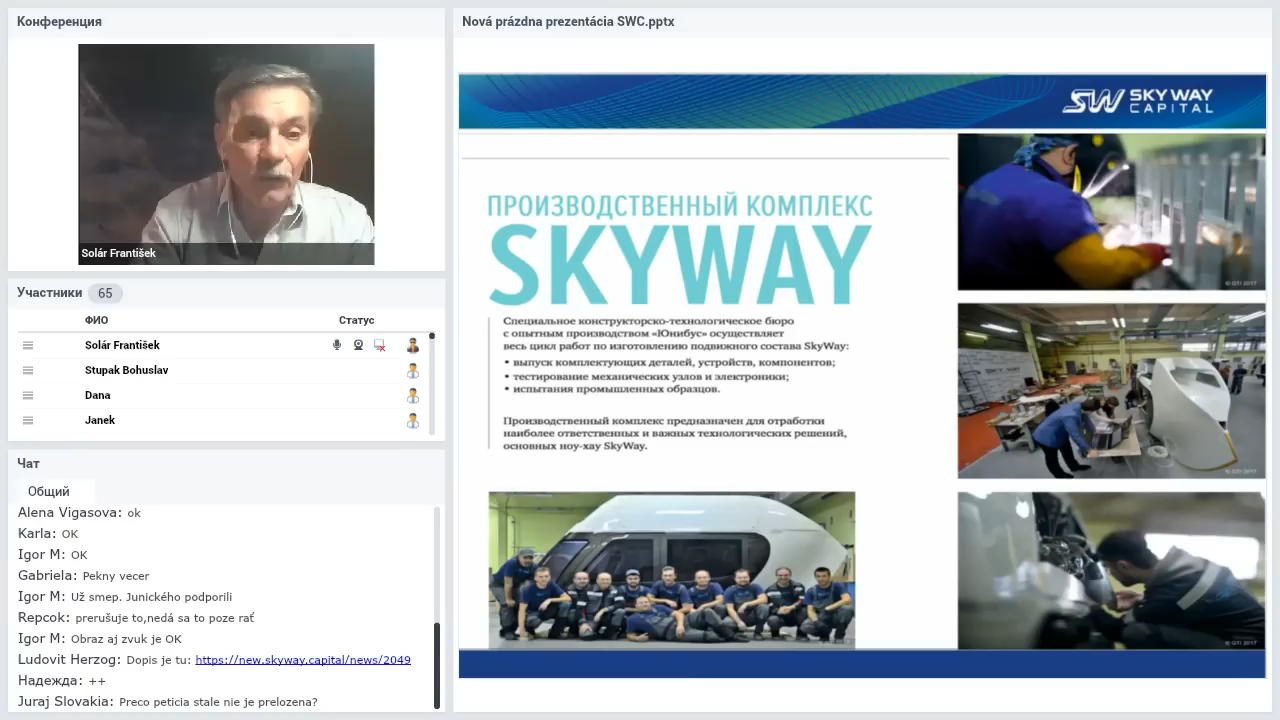 Конференция
Solár František
Участники 65
ФИО Статус
Solár František
Stupak Bohuslav
Dana
Janek
Чат
Общий
Alena Vigasova: ok
Karla: OK
Igor M: OK
Gabriela: Pekny vecer
Igor M: Už smep. Junického podporili
Repcok: prerušuje to,nedá sa to poze rať
Igor M: Obraz aj zvuk je OK
Ludovit Herzog: Dopis je tu: https://new.skyway.capital/news/2049
Надежда: ++
Juraj Slovakia: Preco peticia stale nie je prelozena?
Nová prázdna prezentácia SWC.pptx
SW SKY WAY
CAPITAL
ПРОИЗВОДСТВЕННЫЙ КОМПЛЕКС
SKYWAY
Специальное конструкторско-технологическое бюро
с опытным производством «Юнибус» осуществляет
весь цикл работ по изготовлению подвижного состава SkyWay:
• выпуск комплектующих деталей, устройств, компонентов;
• тестирование механических узлов и электроники;
• испытания промышленных образцов.
Производственный комплекс предназначен для отработки
наиболее ответственных и важных технологических решений,
основных ноу-хау SkyWay.
© GTI 2017
© GTI 2017
© GTI 2017